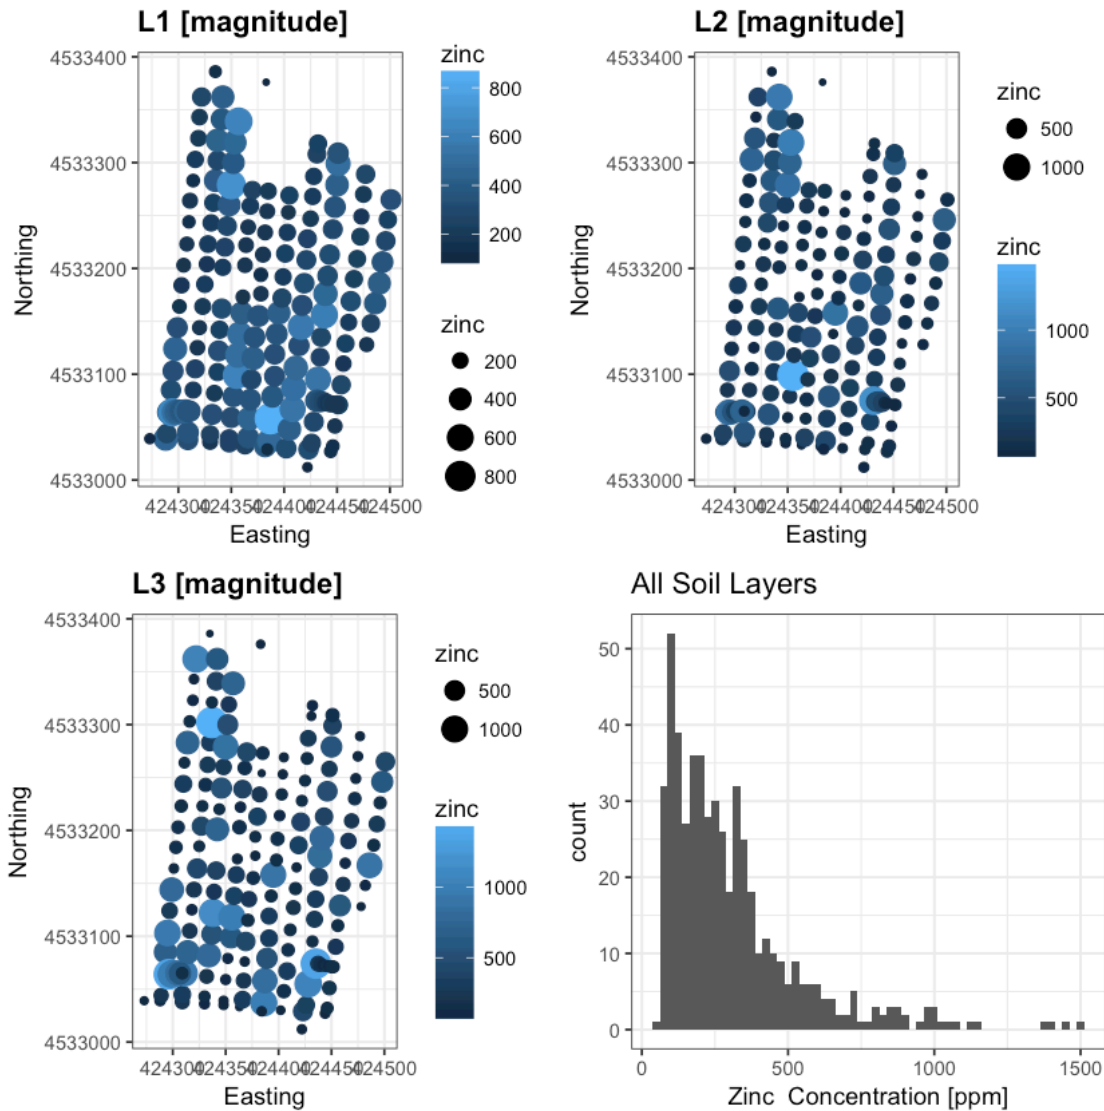 L1 [magnitude]
4533400
4533300
4533200
4533100
4533000
Northing
424300 424350 424400 424450 424500
Easting
zinc
800
600
400
200
zinc
200
400
600
800
L2 [magnitude]
4533400
4533300
4533200
4533100
4533000
Northing
424300 424350 424400 424450 424500
Easting
zinc
500
1000
zinc
1000
500
L3 [magnitude]
4533400
4533300
4533200
4533100
4533000
Northing
424300 424350 424400 424450 424500
Easting
zinc
500
1000
zinc
1000
500
All Soil Layers
50
40
30
20
10
0
count
0 500 1000 1500
Zinc  Concentration [ppm]